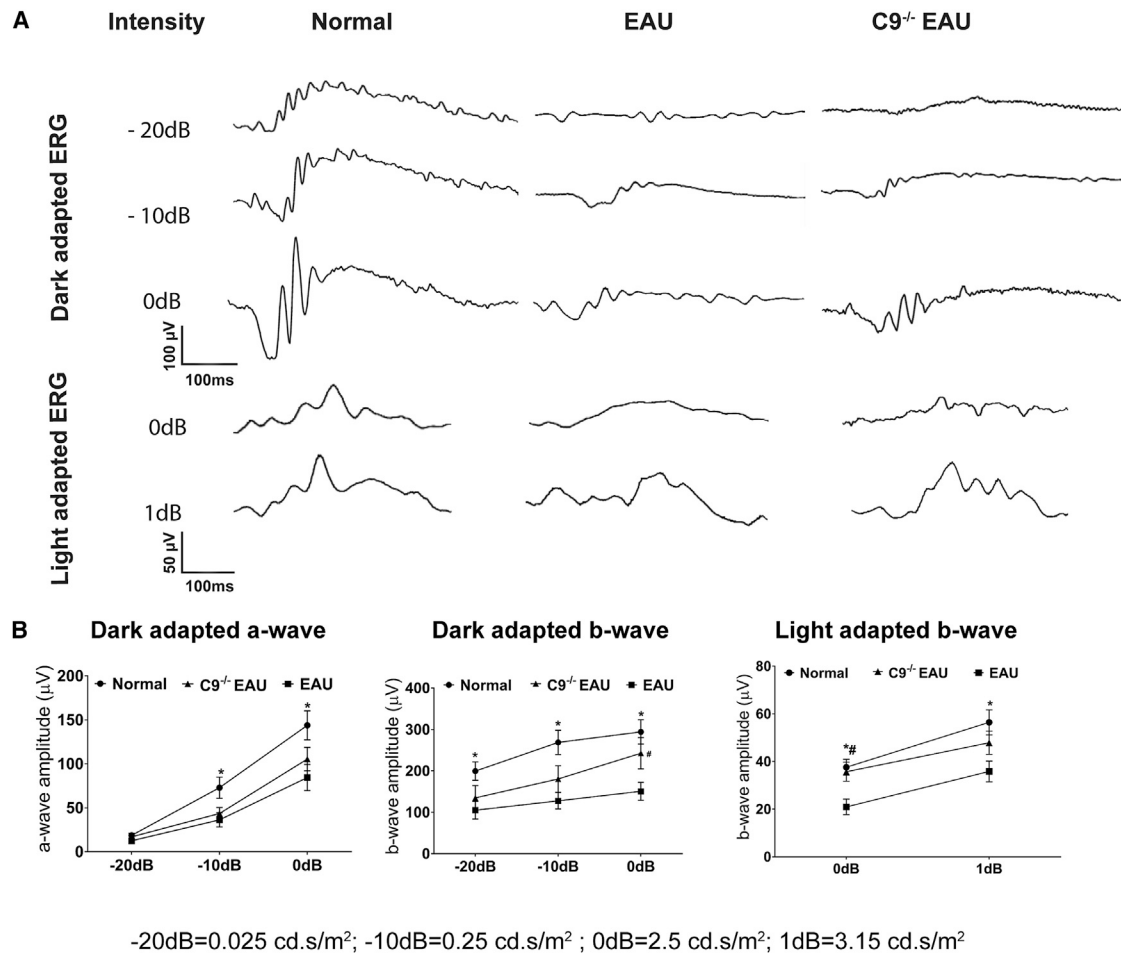 A
Intensity Normal EAU C9-/- EAU
Dark adapted ERG
- 20dB
- 10dB
0dB
100 µV
100ms
Light adapted ERG
0dB
1dB
50 µV
100ms
B
Dark adapted a-wave
a-wave amplitude (µV)
200
150
100
50
0
Normal C9-/- EAU EAU
*
*
-20dB -10dB 0dB
Dark adapted b-wave
b-wave amplitude (µV)
400
300
200
100
0
Normal C9-/- EAU EAU
*
*
*
#
-20dB -10dB 0dB
Light adapted b-wave
b-wave amplitude (µV)
80
60
40
20
0
Normal C9-/- EAU EAU
*#
*
0dB 1dB
-20dB=0.025 cd.s/m²; -10dB=0.25 cd.s/m² ; 0dB=2.5 cd.s/m²; 1dB=3.15 cd.s/m²